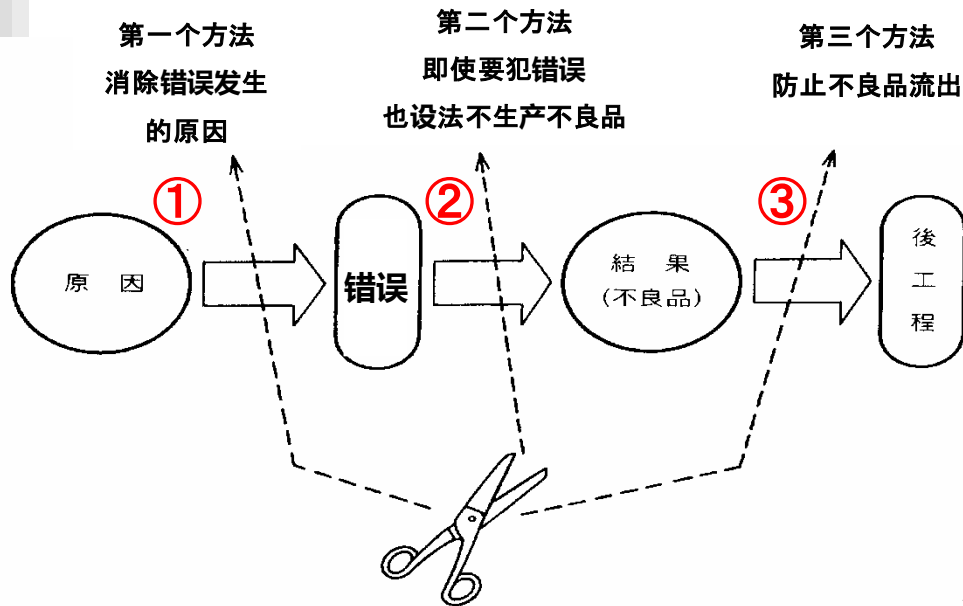 第一个方法
消除错误发生
的原因
第二个方法
即使要犯错误
也设法不生产不良品
第三个方法
防止不良品流出
①
②
③
原 因
错误
結 果
(不良品)
後
工
程